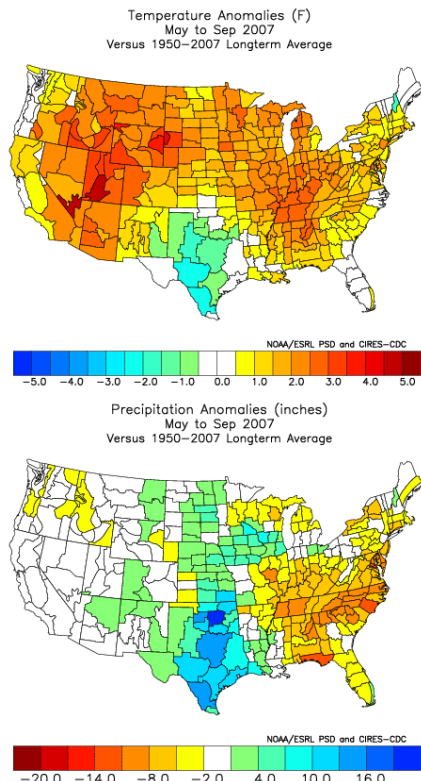 Temperature Anomalies (F)
May to Sep 2007
Versus 1950-2007 Longterm Average
NOAA/ESRL PSD and CIRES-CDC
-5.0 -4.0 -3.0 -2.0 -1.0 0.0 1.0 2.0 3.0 4.0 5.0
Precipitation Anomalies (inches)
May to Sep 2007
Versus 1950-2007 Longterm Average
NOAA/ESRL PSD and CIRES-CDC
-20.0 -14.0 -8.0 -2.0 4.0 10.0 16.0